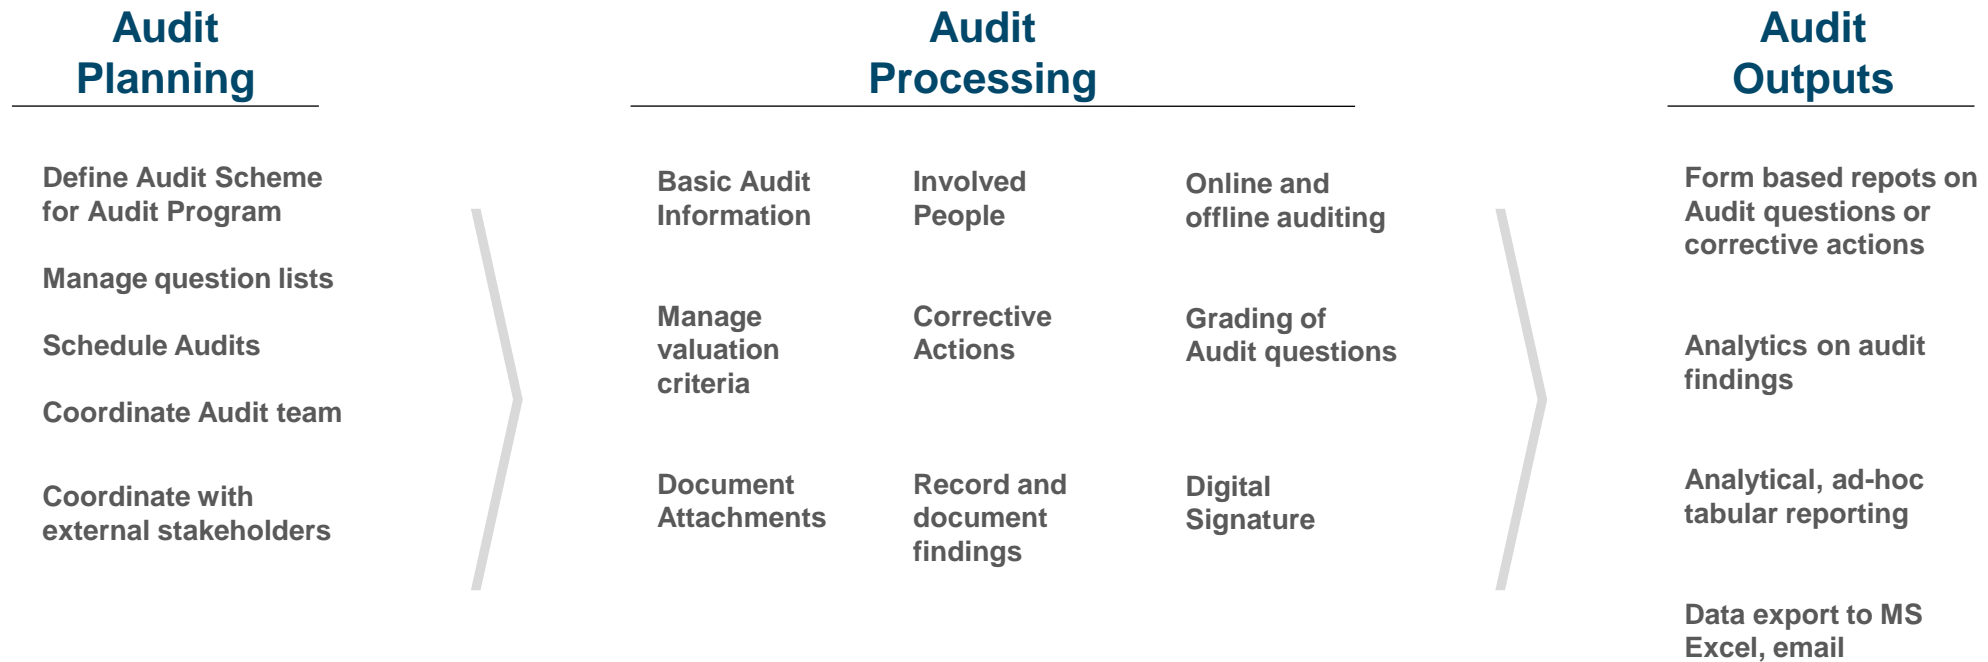 Audit
Planning
Define Audit Scheme
for Audit Program
Manage question lists
Schedule Audits
Coordinate Audit team
Coordinate with
external stakeholders
Audit
Processing
Basic Audit
Information
Involved
People
Online and
offline auditing
Manage
valuation
criteria
Corrective
Actions
Grading of
Audit questions
Document
Attachments
Record and
document
findings
Digital
Signature
Audit
Outputs
Form based repots on
Audit questions or
corrective actions
Analytics on audit
findings
Analytical, ad-hoc
tabular reporting
Data export to MS
Excel, email